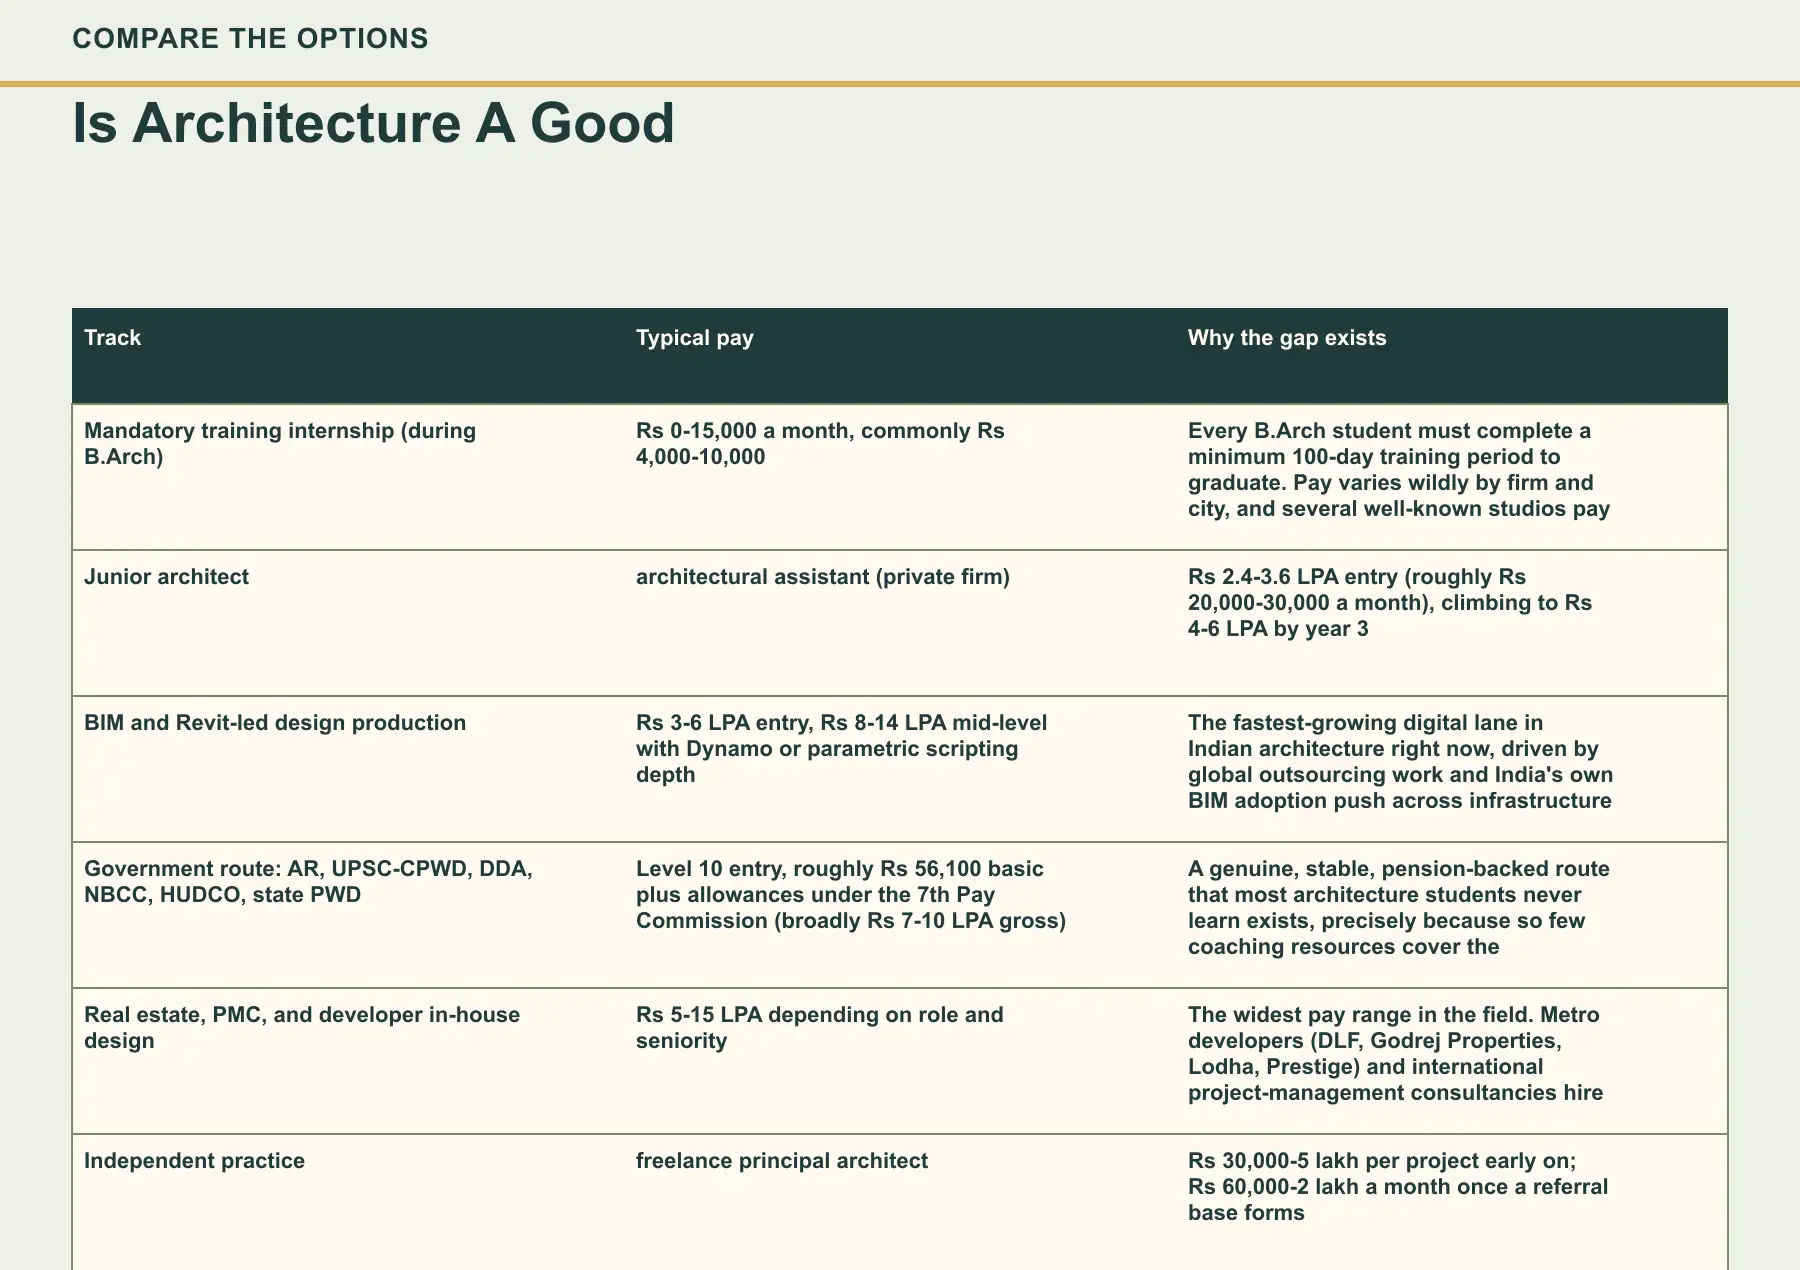 COMPARE THE OPTIONS
Is Architecture A Good
Track
Typical pay
Why the gap exists
Mandatory training internship (during
B.Arch)
Rs 0-15,000 a month, commonly Rs
4,000-10,000
Every B.Arch student must complete a
minimum 100-day training period to
graduate. Pay varies wildly by firm and
city, and several well-known studios pay
Junior architect
architectural assistant (private firm)
Rs 2.4-3.6 LPA entry (roughly Rs
20,000-30,000 a month), climbing to Rs
4-6 LPA by year 3
BIM and Revit-led design production
Rs 3-6 LPA entry, Rs 8-14 LPA mid-level
with Dynamo or parametric scripting
depth
The fastest-growing digital lane in
Indian architecture right now, driven by
global outsourcing work and India's own
BIM adoption push across infrastructure
Government route: AR, UPSC-CPWD, DDA,
NBCC, HUDCO, state PWD
Level 10 entry, roughly Rs 56,100 basic
plus allowances under the 7th Pay
Commission (broadly Rs 7-10 LPA gross)
A genuine, stable, pension-backed route
that most architecture students never
learn exists, precisely because so few
coaching resources cover the
Real estate, PMC, and developer in-house
design
Rs 5-15 LPA depending on role and
seniority
The widest pay range in the field. Metro
developers (DLF, Godrej Properties,
Lodha, Prestige) and international
project-management consultancies hire
Independent practice
freelance principal architect
Rs 30,000-5 lakh per project early on;
Rs 60,000-2 lakh a month once a referral
base forms